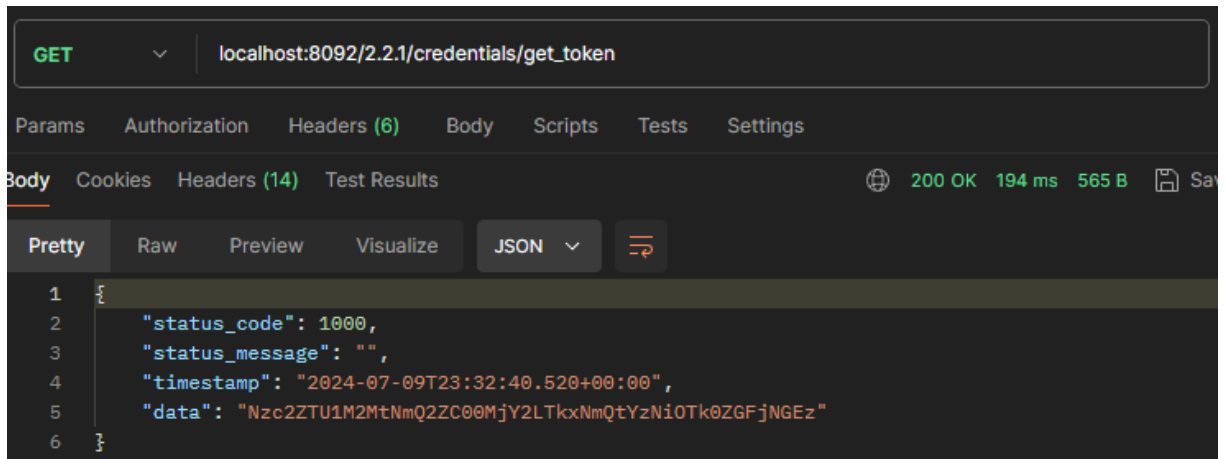 GET localhost:8092/2.2.1/credentials/get_token
Params Authorization Headers (6) Body Scripts Tests Settings
Body Cookies Headers (14) Test Results 200 OK 194 ms 565 B Sav
Pretty Raw Preview Visualize JSON
1 {
2 "status_code": 1000,
3 "status_message": "",
4 "timestamp": "2024-07-09T23:32:40.520+00:00",
5 "data": "Nzc2ZTU1M2MtNmQ2ZC00MjY2LTkxNmQtYzNiOTk0ZGFjNGEz"
6 }